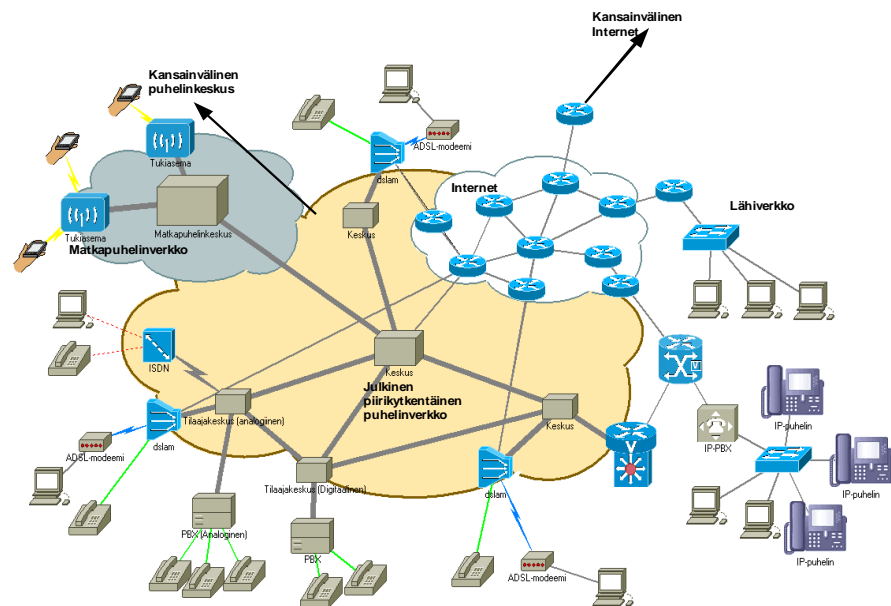 Kansainvälinen
Internet
Kansainvälinen
puhelinkeskus
ADSL-modeemi
Tukiasema
dslam
Internet
Matkapuhelinkeskus
Keskus
Lähiverkko
Tukiasema
Matkapuhelinverkko
ISDN
Keskus
Julkinen
piirikytkentäinen
puhelinverkko
V
IP-puhelin
Tilaajakeskus (analoginen)
dslam
Keskus
V
IP-PBX
ADSL-modeemi
IP-puhelin
Tilaajakeskus (Digitaalinen)
dslam
PBX (Analoginen)
PBX
IP-puhelin
ADSL-modeemi